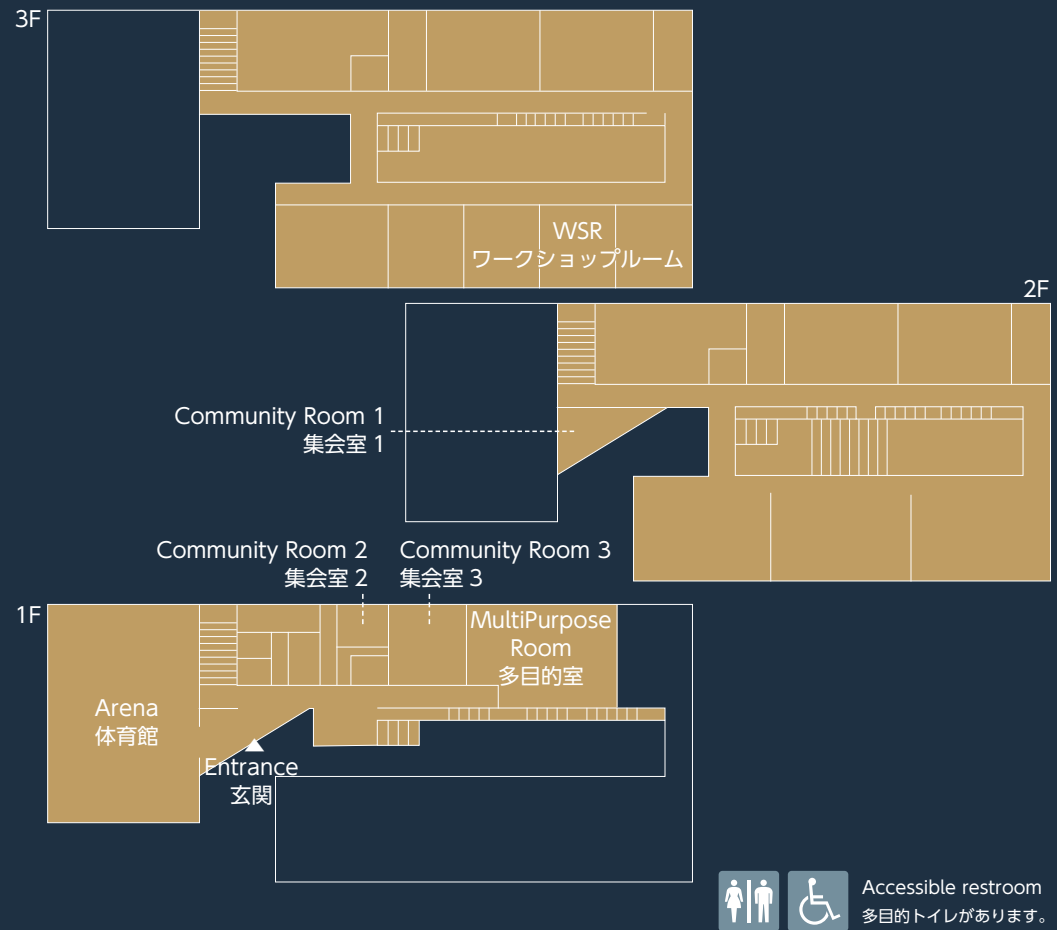 3F
WSR
ワークショップルーム
2F
Community Room 1
集会室 1
Community Room 2
集会室 2
Community Room 3
集会室 3
1F
MultiPurpose
Room
多目的室
Arena
体育館
Entrance
玄関
Accessible restroom
多目的トイレがあります。